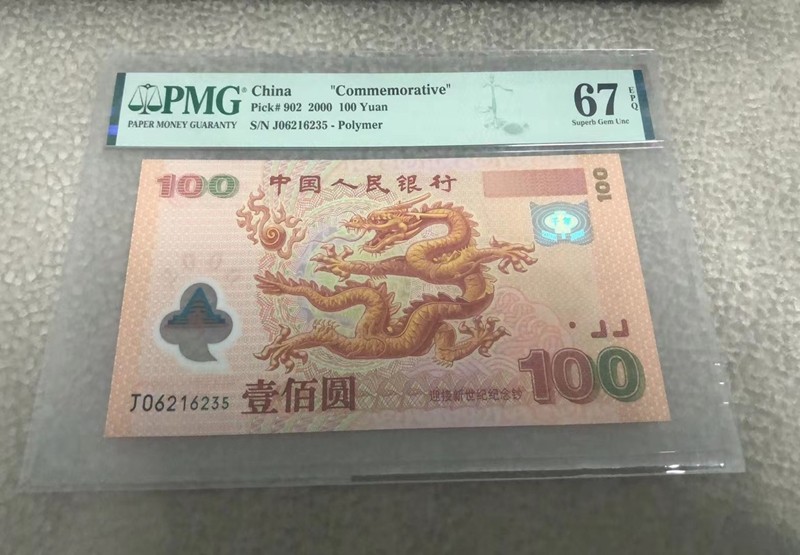 PMG
PAPER MONEY GUARANTY
China "Commemorative"
Pick# 902 2000 100 Yuan
S/N J06216235 - Polymer
67 EPQ
Superb Gem Unc
100 中国人民银行
100
J06216235 壹佰圆
迎接新世纪纪念钞
100